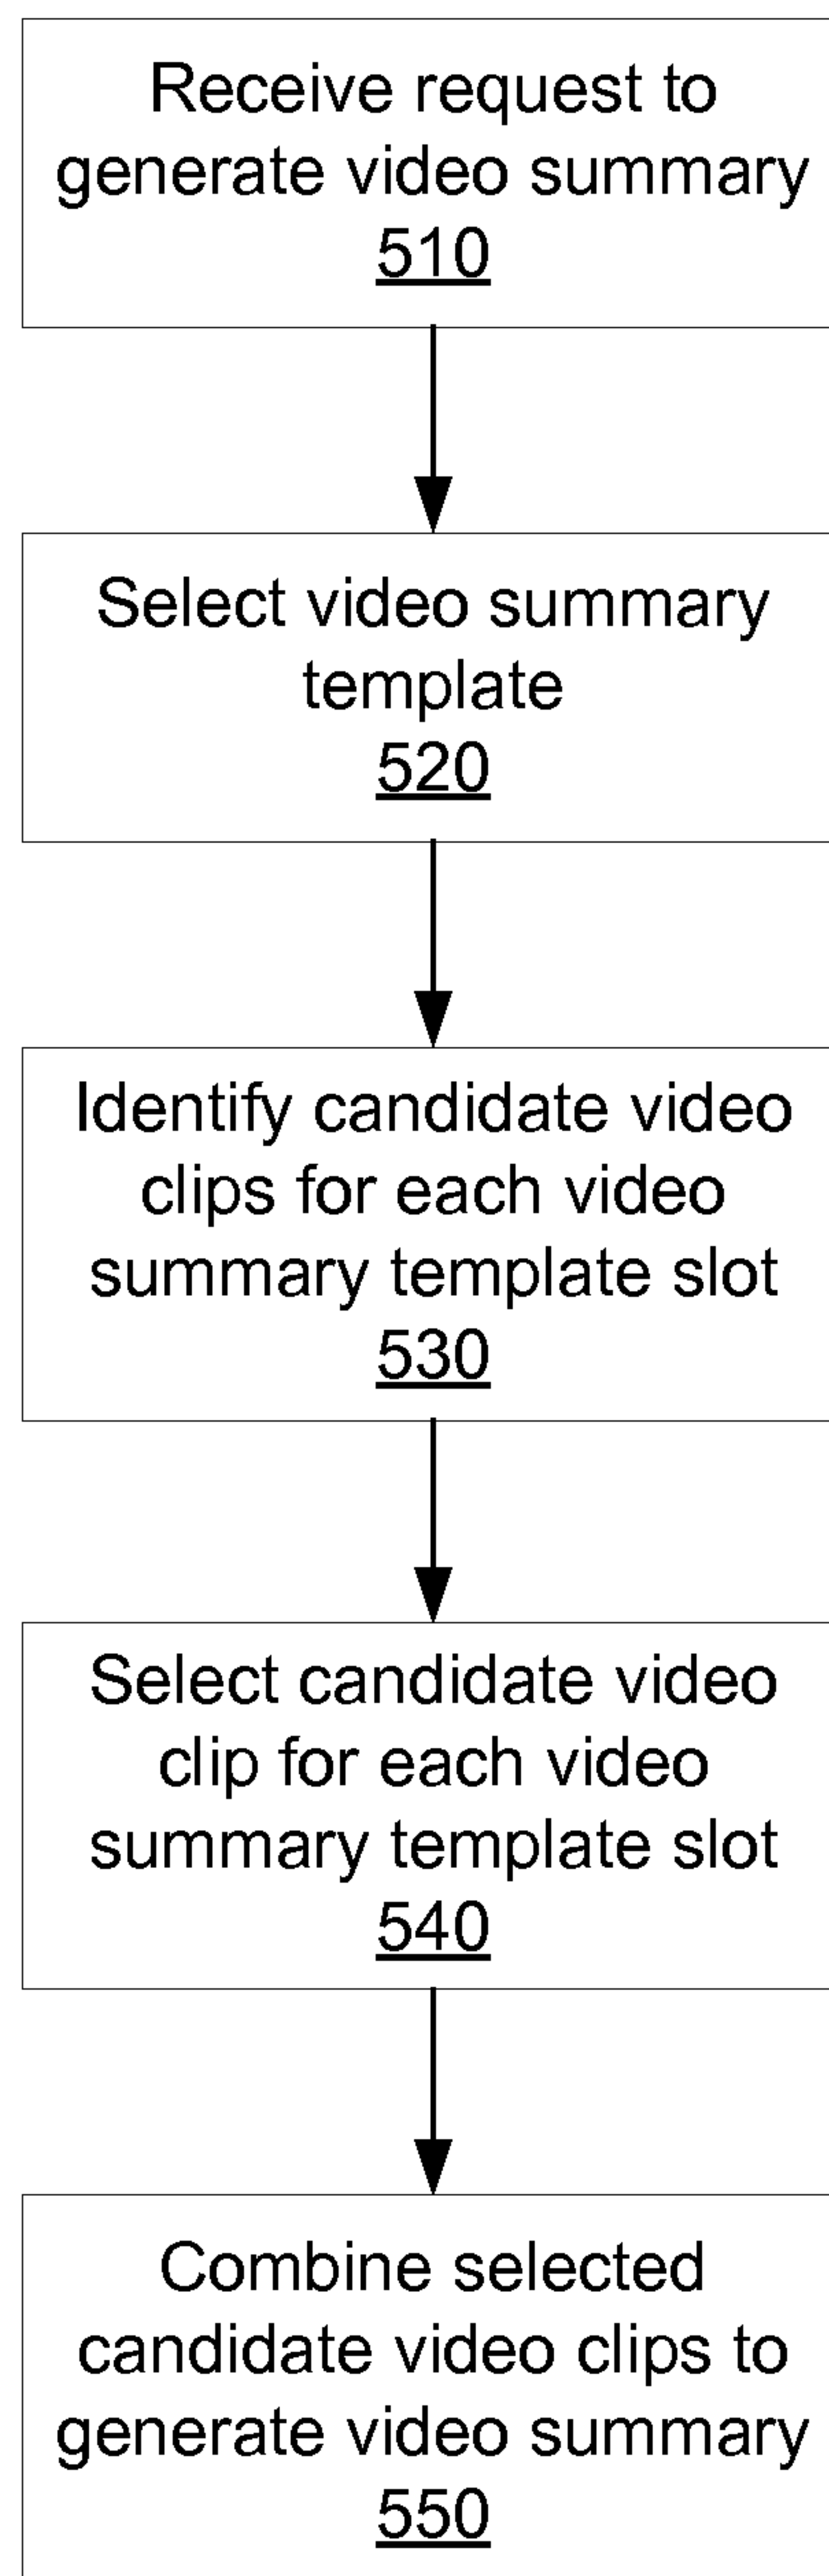 Receive request to
generate video summary
510
Select video summary
template
520
Identify candidate video
clips for each video
summary template slot
530
Select candidate video
clip for each video
summary template slot
540
Combine selected
candidate video clips to
generate video summary
550